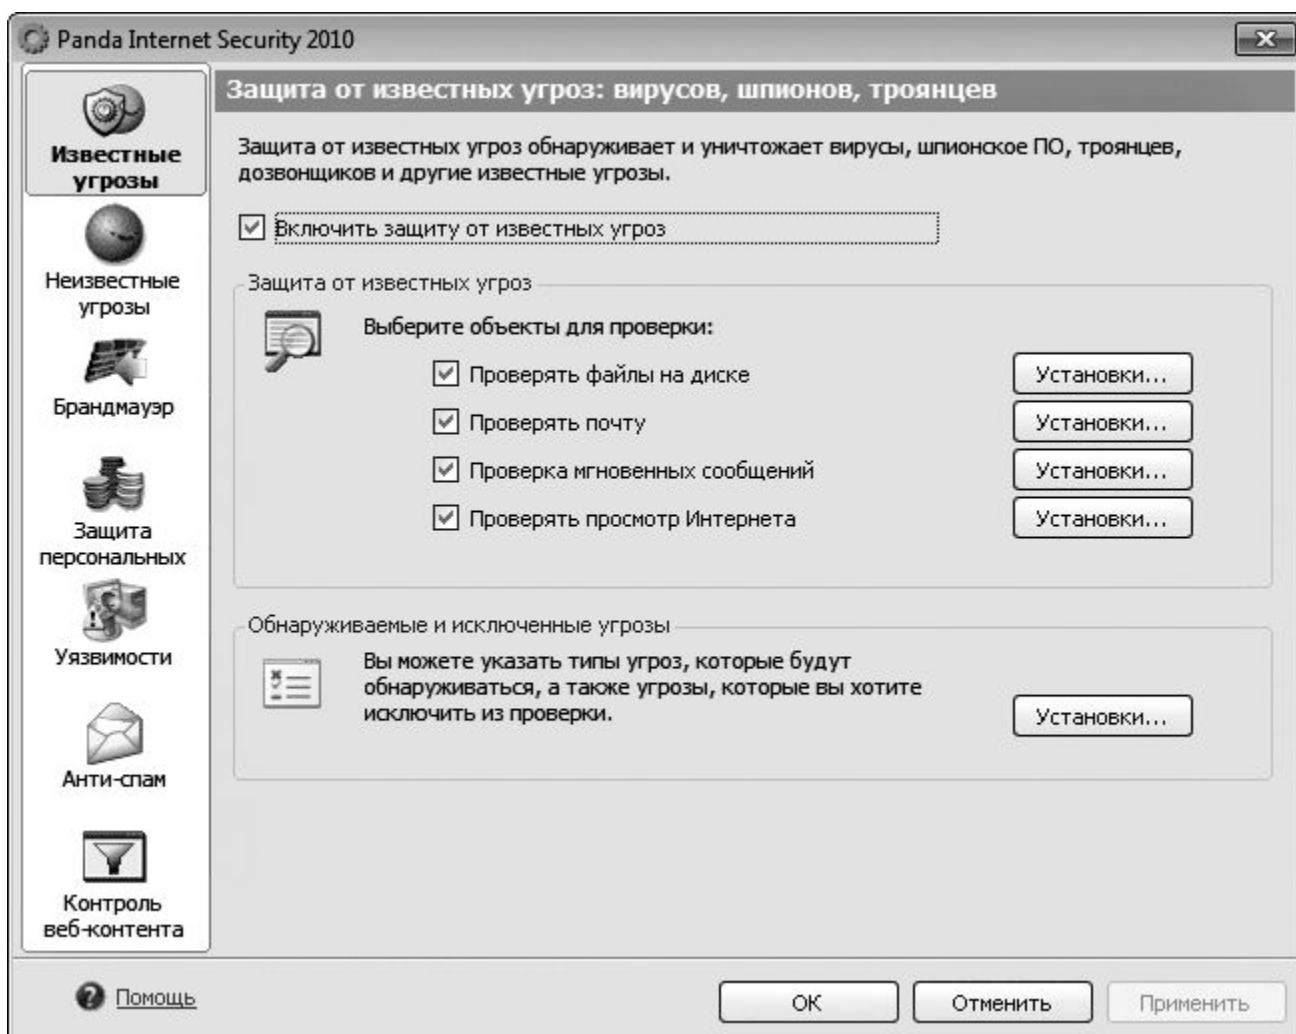 Panda Internet Security 2010
Известные
угрозы
Неизвестные
угрозы
Брандмауэр
Защита
персональных
Уязвимости
Анти-спам
Контроль
веб-контента
Защита от известных угроз: вирусов, шпионов, троянцев
Защита от известных угроз обнаруживает и уничтожает вирусы, шпионское ПО, троянцев,
дозвонщиков и другие известные угрозы.
Включить защиту от известных угроз
Защита от известных угроз
Выберите объекты для проверки:
Проверять файлы на диске Установки...
Проверять почту Установки...
Проверка мгновенных сообщений Установки...
Проверять просмотр Интернета Установки...
Обнаруживаемые и исключенные угрозы
Вы можете указать типы угроз, которые будут
обнаруживаться, а также угрозы, которые вы хотите
исключить из проверки.
Установки...
Помощь
OK Отменить Применить